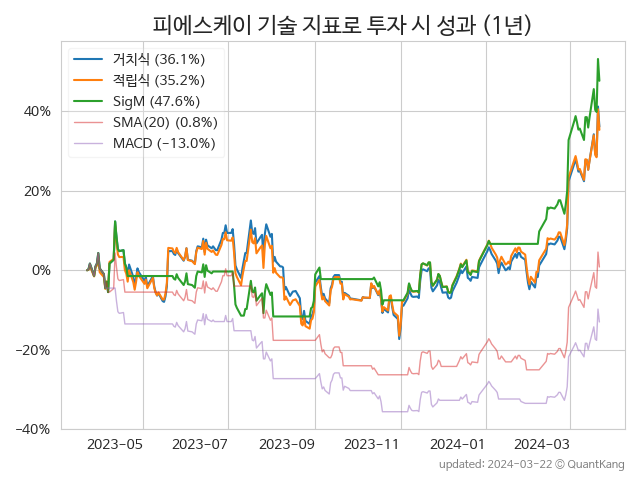 피에스케이 기술 지표로 투자 시 성과 (1년)
거치식 (36.1%)
적립식 (35.2%)
SigM (47.6%)
SMA(20) (0.8%)
MACD (−13.0%)
40%
20%
0%
−20%
−40%
2023-05
2023-07
2023-09
2023-11
2024-01
2024-03
updated: 2024-03-22 © QuantKang